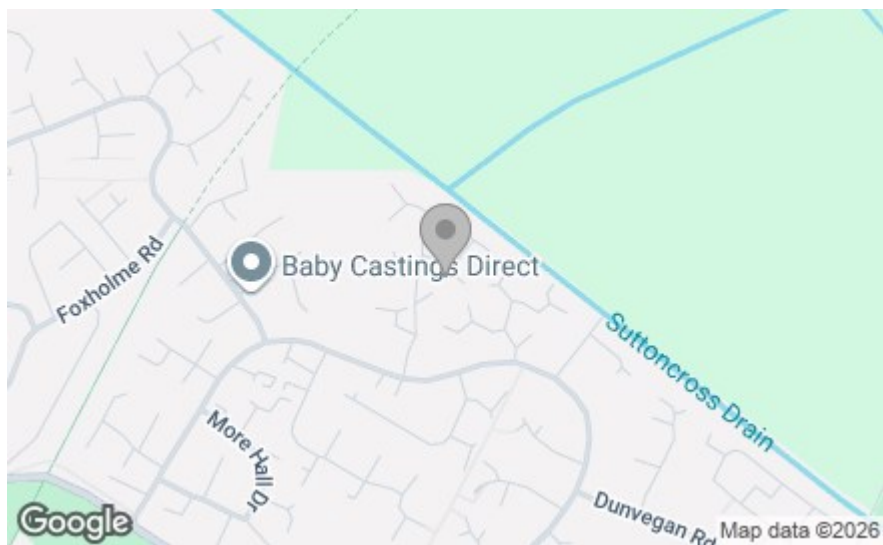 Foxholme Rd
Baby Castings Direct
Suttoncross Drain
More Hall Dr
Dunvegan Rd
Google
Map data ©2026